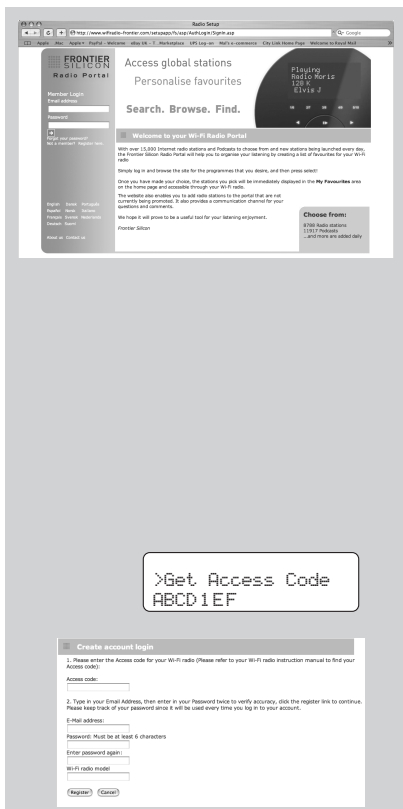 Radio Setup
http://www.wifiradio-frontier.com/setupapp/fs/asp/AuthLogin/SignIn.asp
Google
Apple .Mac Apple PayPal - Welcome eBay UK - T...Marketplace UPS Log-on Mal's e-commerce City Link Home Page Welcome to Royal Mail
FRONTIER
SILICON
Radio Portal
Access global stations
Personalise favourites
Search. Browse. Find.
Playing
Radio Moris
128 K
Elvis J
Member Login
Email address
Password
Forgot your password?
Not a member? Register here.
Welcome to your Wi-Fi Radio Portal
With over 15,000 Internet radio stations and Podcasts to choose from and new stations being launched every day,
the Frontier Silicon Radio Portal will help you to organise your listening by creating a list of favourites for your Wi-Fi
radio
Simply log in and browse the site for the programmes that you desire, and then press select!
Once you have made your choise, the stations you pick will be immediately displayed in the My Favourites area
on the home page and accessible through your Wi-Fi radio.
The website also enables you to add radio stations to the portal that are not
currently being promoted. It also provides a communication channel for your
questions and comments.
We hope it will prove to be a useful tool for your listening enjoyment.
Frontier Silicon
Choose from:
8788 Radio stations
11917 Podcasts
...and more are added daily
English Dansk Português
Español Norsk Italiano
Français Svensk Nederlands
Deutsch Suomi
About us Contact us
>Get Access Code
ABCD1EF
Create account login
1. Please enter the Access code for your Wi-Fi radio (Please refer to your Wi-Fi radio instruction manual to find your
Access code):
Access code:
2. Type in your Email Address, then enter in your Password twice to verify accuracy, click the register link to continue.
Please keep track of your password since it will be used every time you log in to your account.
E-Mail address:
Password: Must be at least 6 characters
Enter password again:
Wi-Fi radio model
Register Cancel